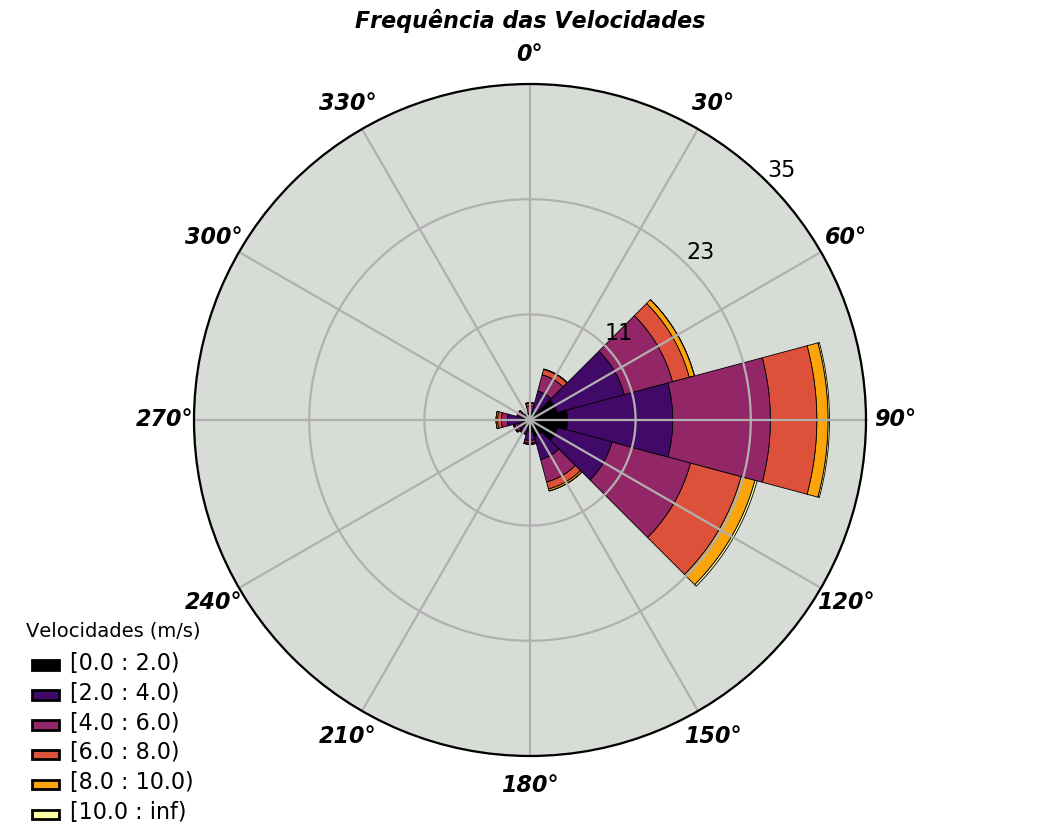 Frequência das Velocidades
0°
330°
30°
35
300°
60°
23
11
270°
90°
240°
120°
210°
150°
180°
Velocidades (m/s)
[0.0 : 2.0)
[2.0 : 4.0)
[4.0 : 6.0)
[6.0 : 8.0)
[8.0 : 10.0)
[10.0 : inf)